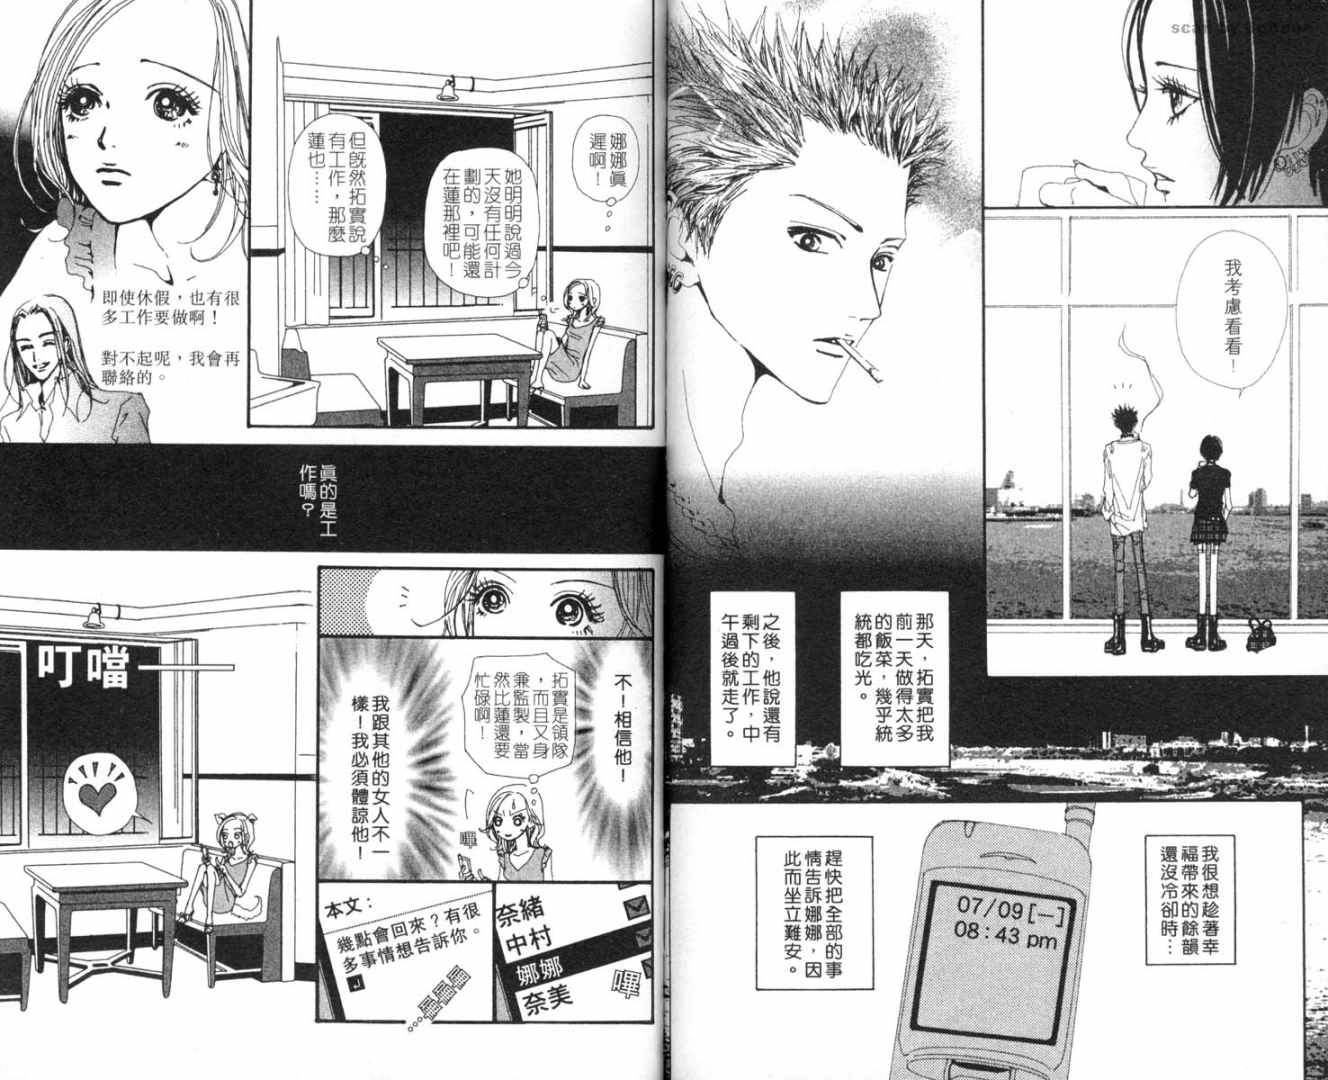 我考慮看看！
那天，拓實把我
前一天做得太多
的飯菜，幾乎統
統都吃光。
之後，他說還有
剩下的工作，中
午過後就走了。
我很想趁著幸
福帶來的餘韻
還沒冷卻時…
07/09[一]
08:43 pm
趕快把全部的事
情告訴娜娜，因
此而坐立難安。
娜娜眞
遲啊！
她明明說過今
天沒有任何計
劃的，可能還
在蓮那裡吧！
但旣然拓實說
有工作，那麼
蓮也……
即使休假，也有很
多工作要做啊！
對不起呢，我會再
聯絡的。
眞的是工
作嗎？
不！相信他！
拓實是領隊
，而且又身
兼監製，當
然比蓮還要
忙碌啊！
我跟其他的女人不一
樣！我必須體諒他！
嗶
奈緒
中村
娜娜
奈美
嗶
本文：
幾點會回來？有很
多事情想告訴你。
叮噹